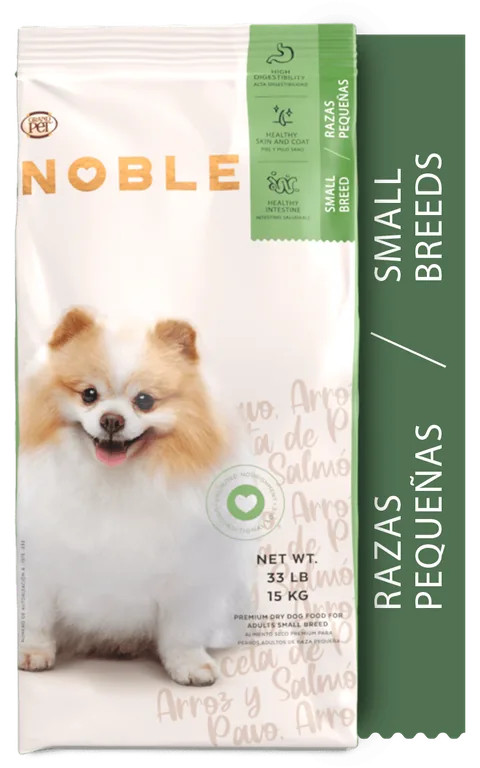 GRAND
PET
NOBLE
HIGH
DIGESTIBILITY
ALTA DIGESTIBILIDAD
HEALTHY
SKIN AND COAT
PIEL Y PELO SANO
HEALTHY
INTESTINE
INTESTINO SALUDABLE
SMALL
BREED
/
RAZAS
PEQUEÑAS
Arroz
Salmó
Arroz
NET WT.
33 LB
15 KG
PREMIUM DRY DOG FOOD FOR
ADULTS SMALL BREED
ALIMENTO SECO PREMIUM PARA
PERROS ADULTOS DE RAZA PEQUEÑA
Arroz y Salmó
Pavo, Arro
RAZAS
PEQUEÑAS
/
SMALL
BREEDS